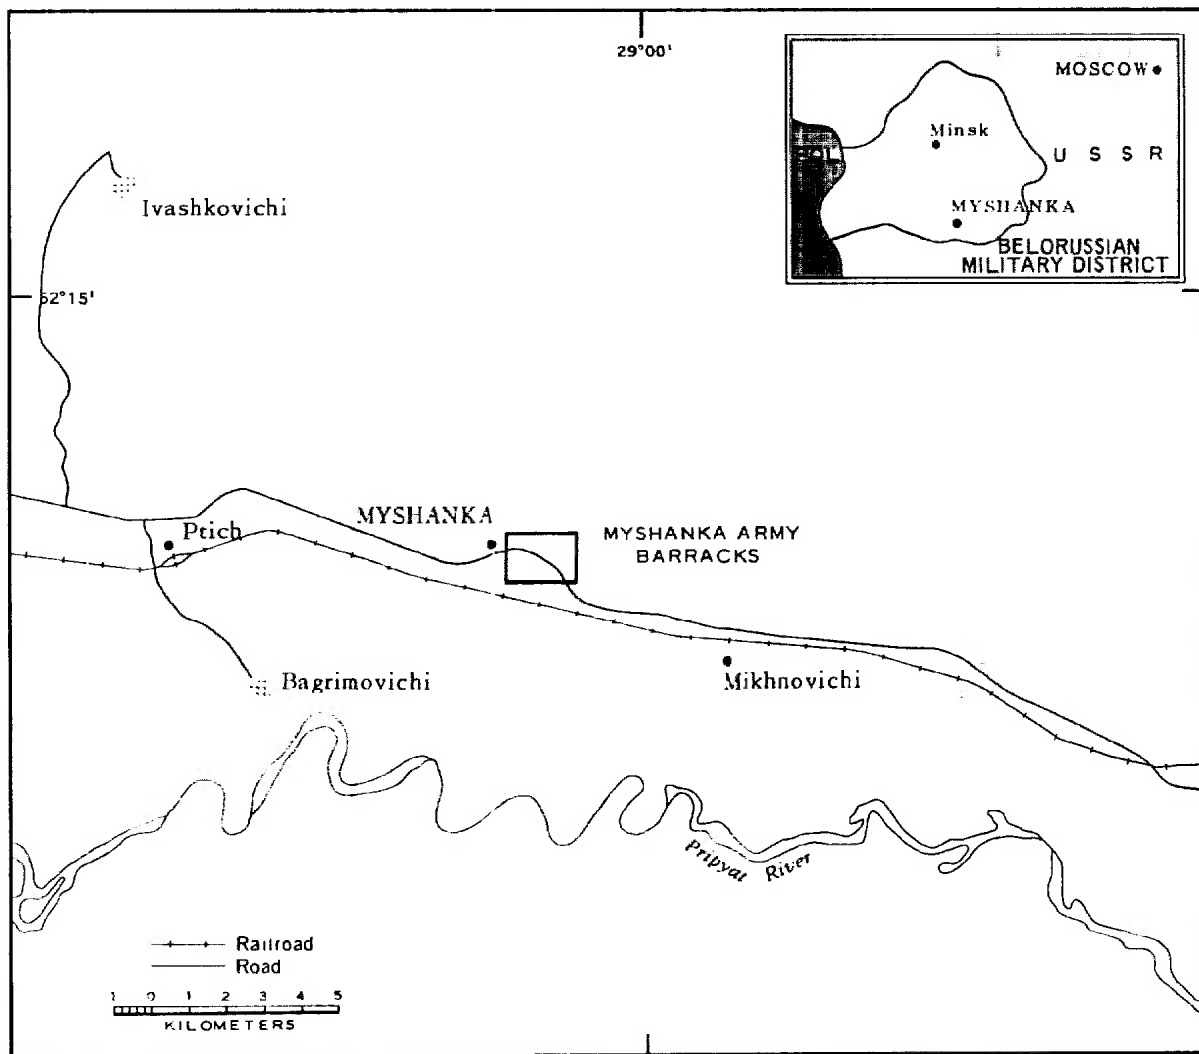 29°00'
MOSCOW
Minsk
POL
U S S R
MYSHANKA
BELORUSSIAN
MILITARY DISTRICT
Ivashkovichi
52°15'
MYSHANKA
Ptich
MYSHANKA ARMY
BARRACKS
Bagrimovichi
Mikhnovichi
Pripyat River
Railroad
Road
1 0 1 2 3 4 5
KILOMETERS